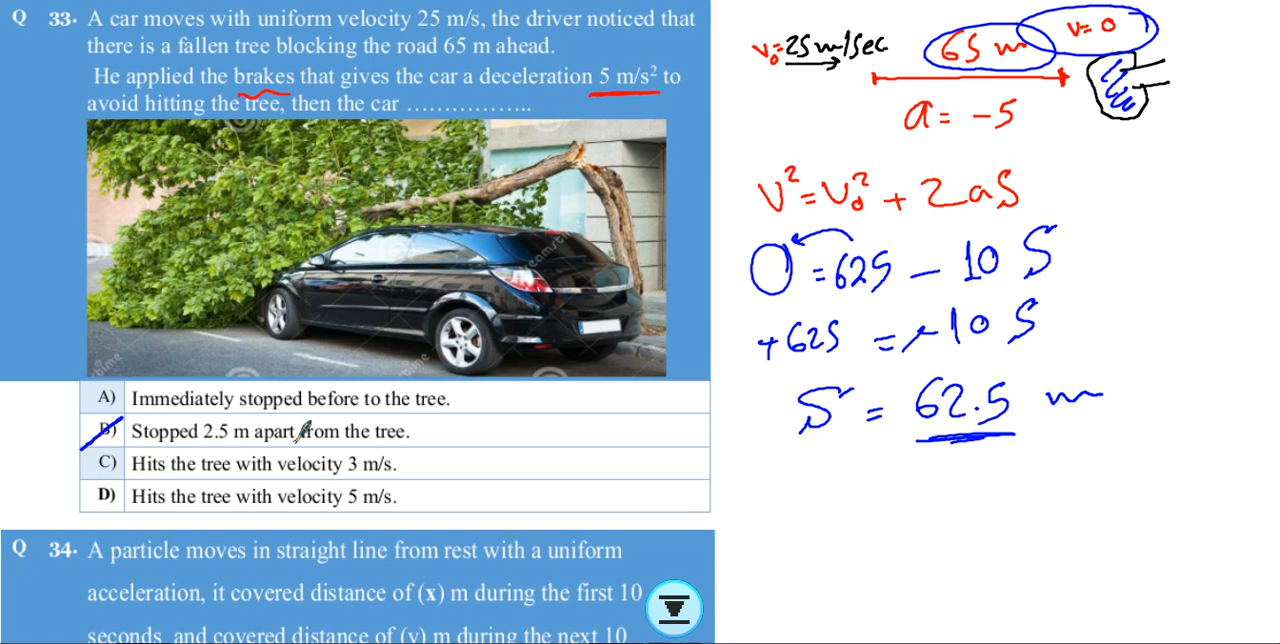 Q 33. A car moves with uniform velocity 25 m/s, the driver noticed that
there is a fallen tree blocking the road 65 m ahead.
He applied the brakes that gives the car a deceleration 5 m/s² to
avoid hitting the tree, then the car ……………..
A) Immediately stopped before to the tree.
B) Stopped 2.5 m apart from the tree.
C) Hits the tree with velocity 3 m/s.
D) Hits the tree with velocity 5 m/s.
Q 34. A particle moves in straight line from rest with a uniform
acceleration, it covered distance of (x) m during the first 10
seconds and covered distance of (y) m during the next 10
V₀=25m/sec 65 m V=0
a= -5
V²=V₀² + 2aS
0 =625 – 10 S
+625 = -10 S
S = 62.5 m